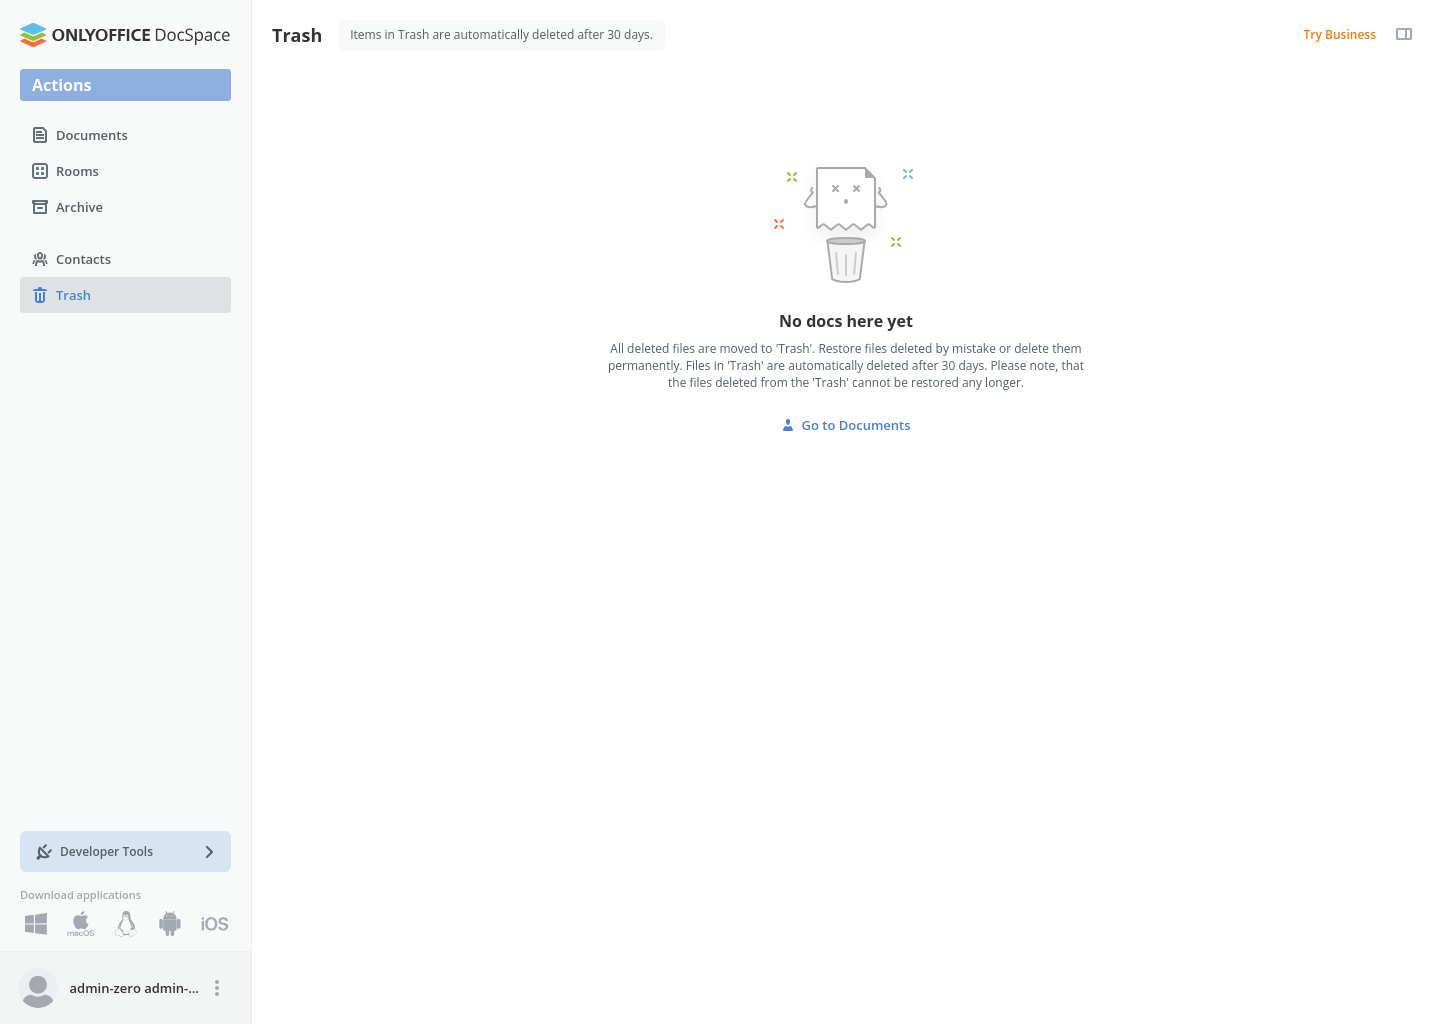 ONLYOFFICE DocSpace
Actions
Documents
Rooms
Archive
Contacts
Trash
Developer Tools
Download applications
macOS
iOS
admin-zero admin-...
Trash
Items in Trash are automatically deleted after 30 days.
Try Business
No docs here yet
All deleted files are moved to 'Trash'. Restore files deleted by mistake or delete them
permanently. Files in 'Trash' are automatically deleted after 30 days. Please note, that
the files deleted from the 'Trash' cannot be restored any longer.
Go to Documents